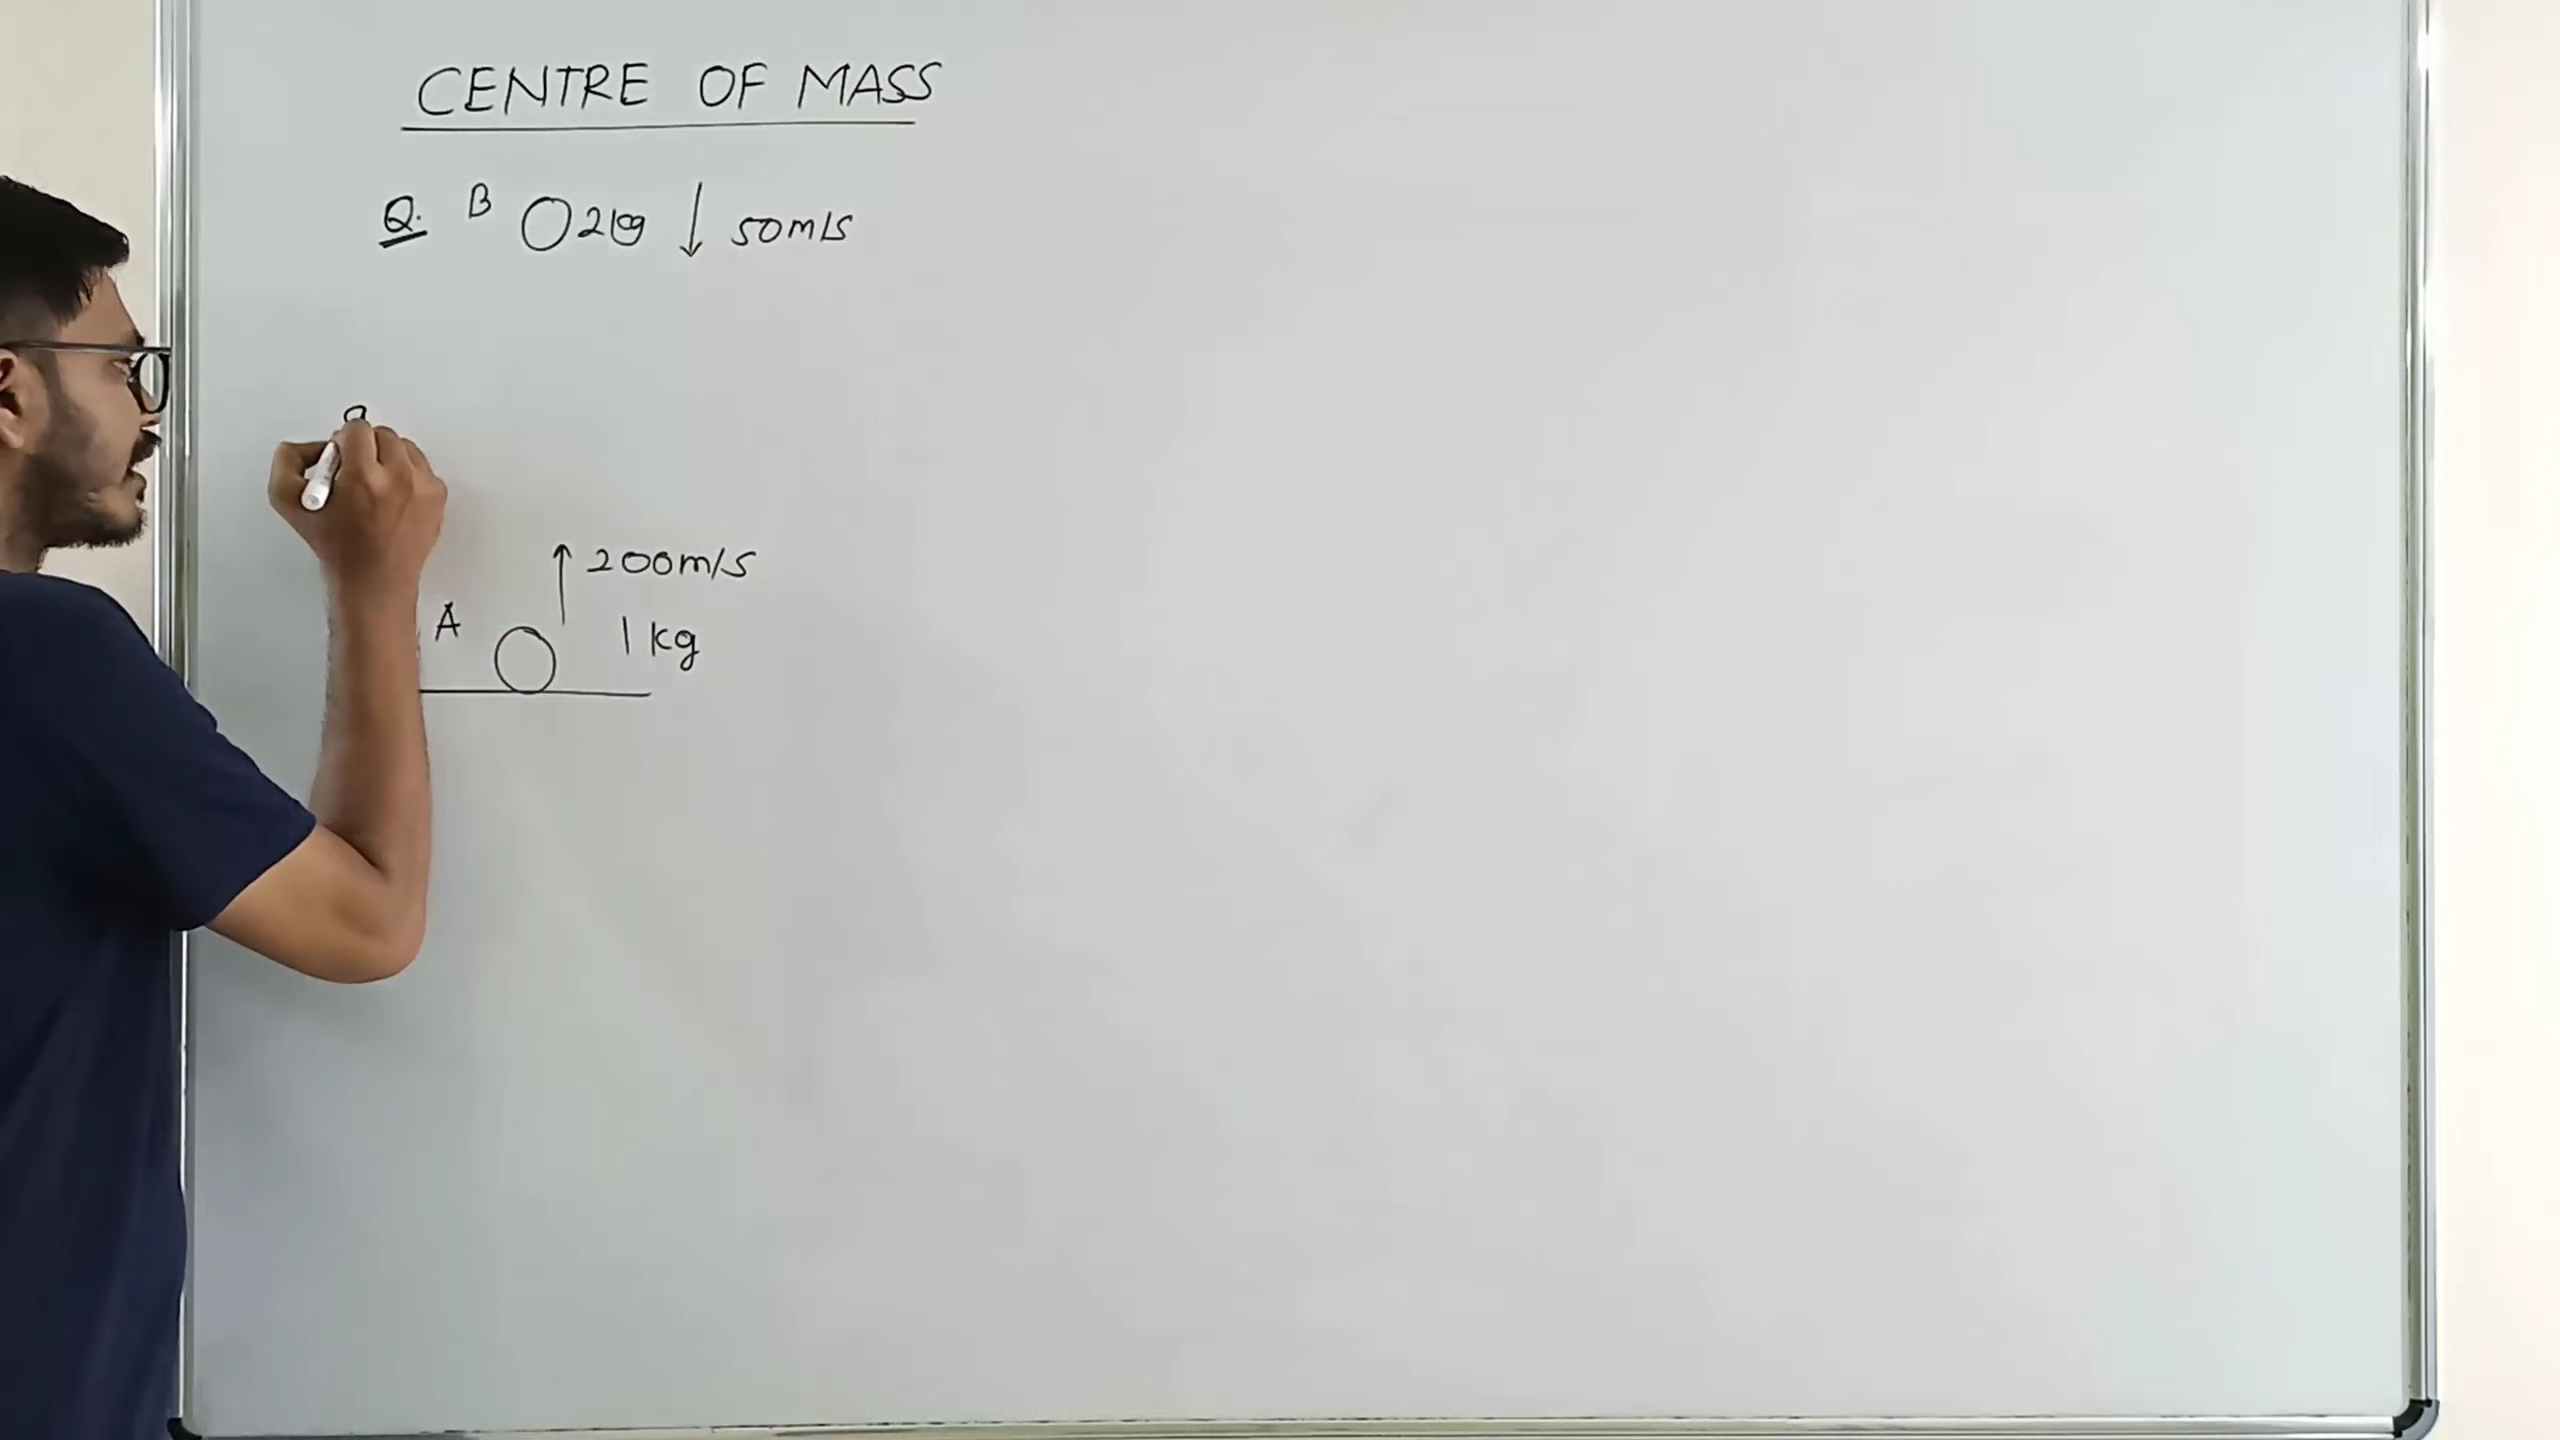 CENTRE OF MASS
Q. B 2kg ↓ 50m/s
↑ 200m/s
A 1 kg